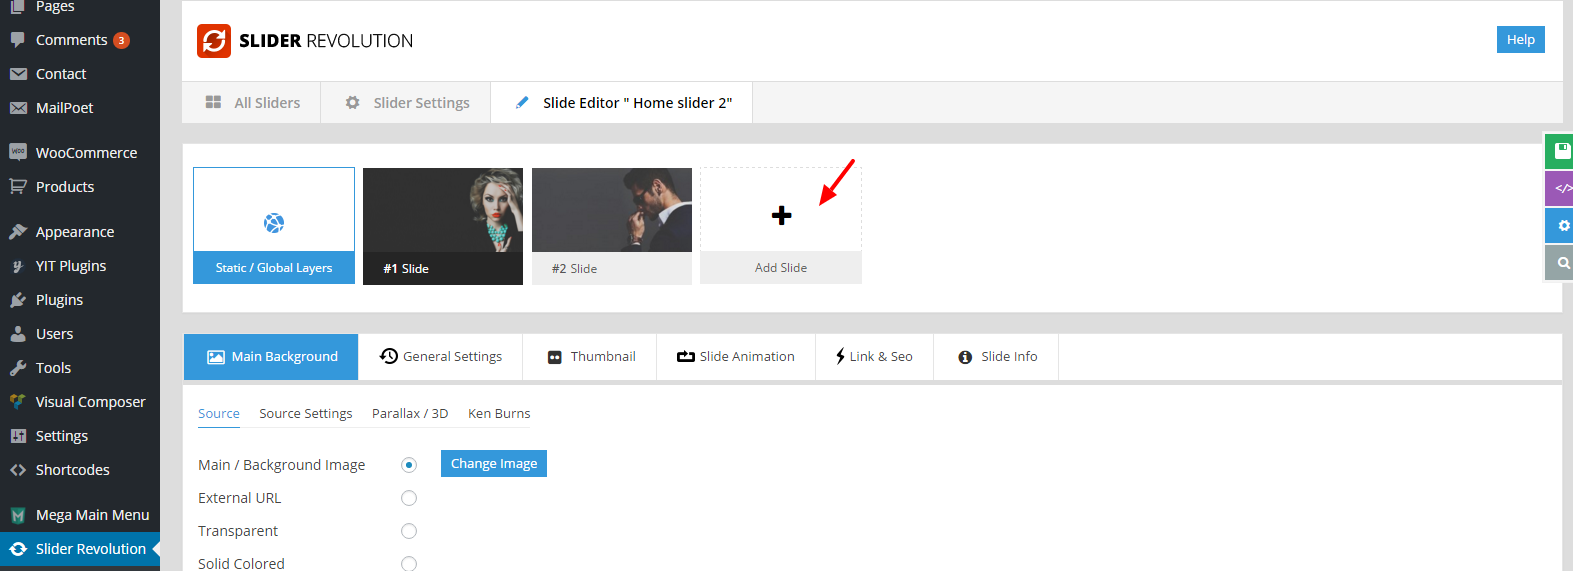 Pages
Comments 3
Contact
MailPoet
WooCommerce
Products
Appearance
YIT Plugins
Plugins
Users
Tools
Visual Composer
Settings
Shortcodes
Mega Main Menu
Slider Revolution
SLIDER REVOLUTION
Help
All Sliders
Slider Settings
Slide Editor " Home slider 2"
Static / Global Layers
#1 Slide
#2 Slide
Add Slide
Main Background
General Settings
Thumbnail
Slide Animation
Link & Seo
Slide Info
Source
Source Settings
Parallax / 3D
Ken Burns
Main / Background Image
Change Image
External URL
Transparent
Solid Colored